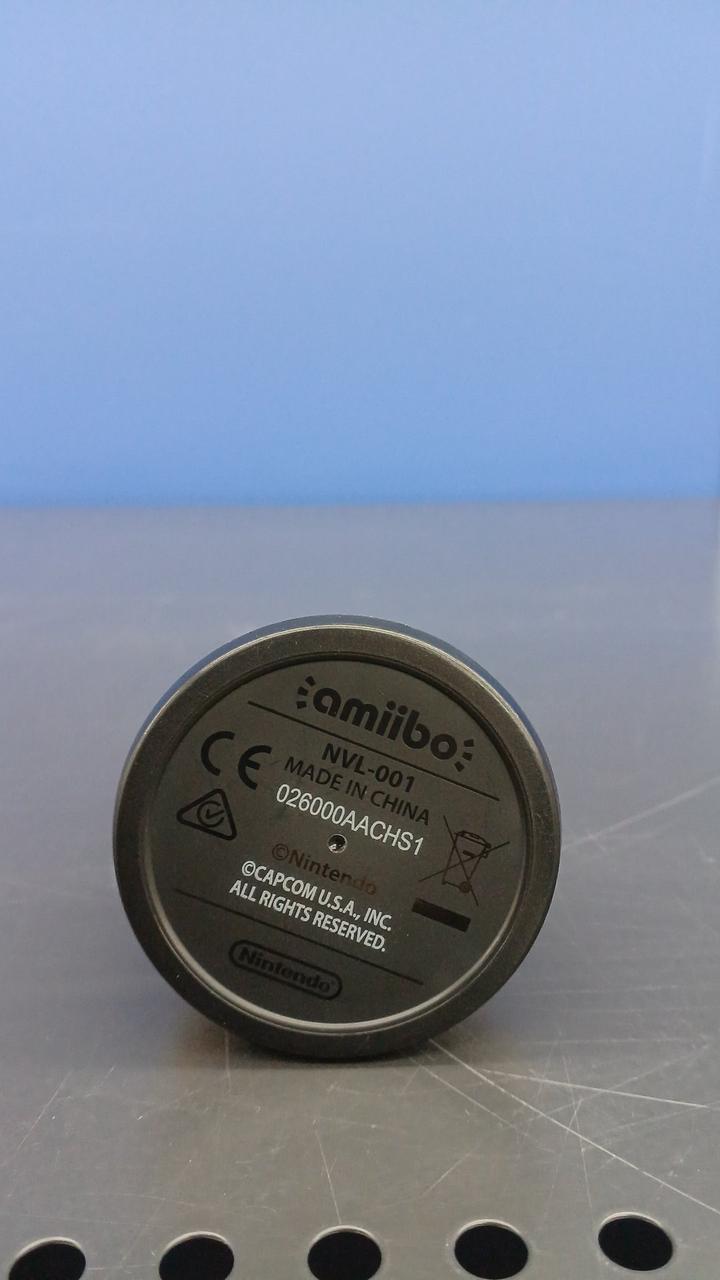 amiibo
CE
NVL-001
MADE IN CHINA
026000AACHS1
©Nintendo
©CAPCOM U.S.A., INC.
ALL RIGHTS RESERVED.
Nintendo®